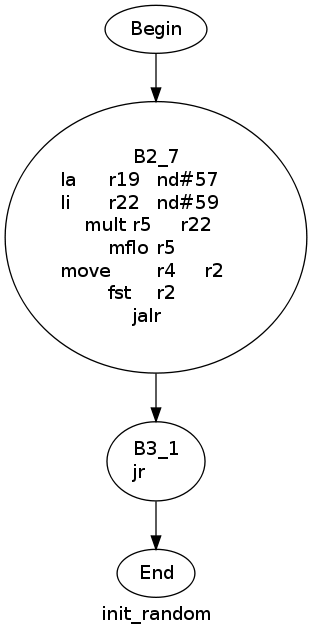 Begin
B2_7
la r19 nd#57
li r22 nd#59
mult r5 r22
mflo r5
move r4 r2
fst r2
jalr
B3_1
jr
End
init_random